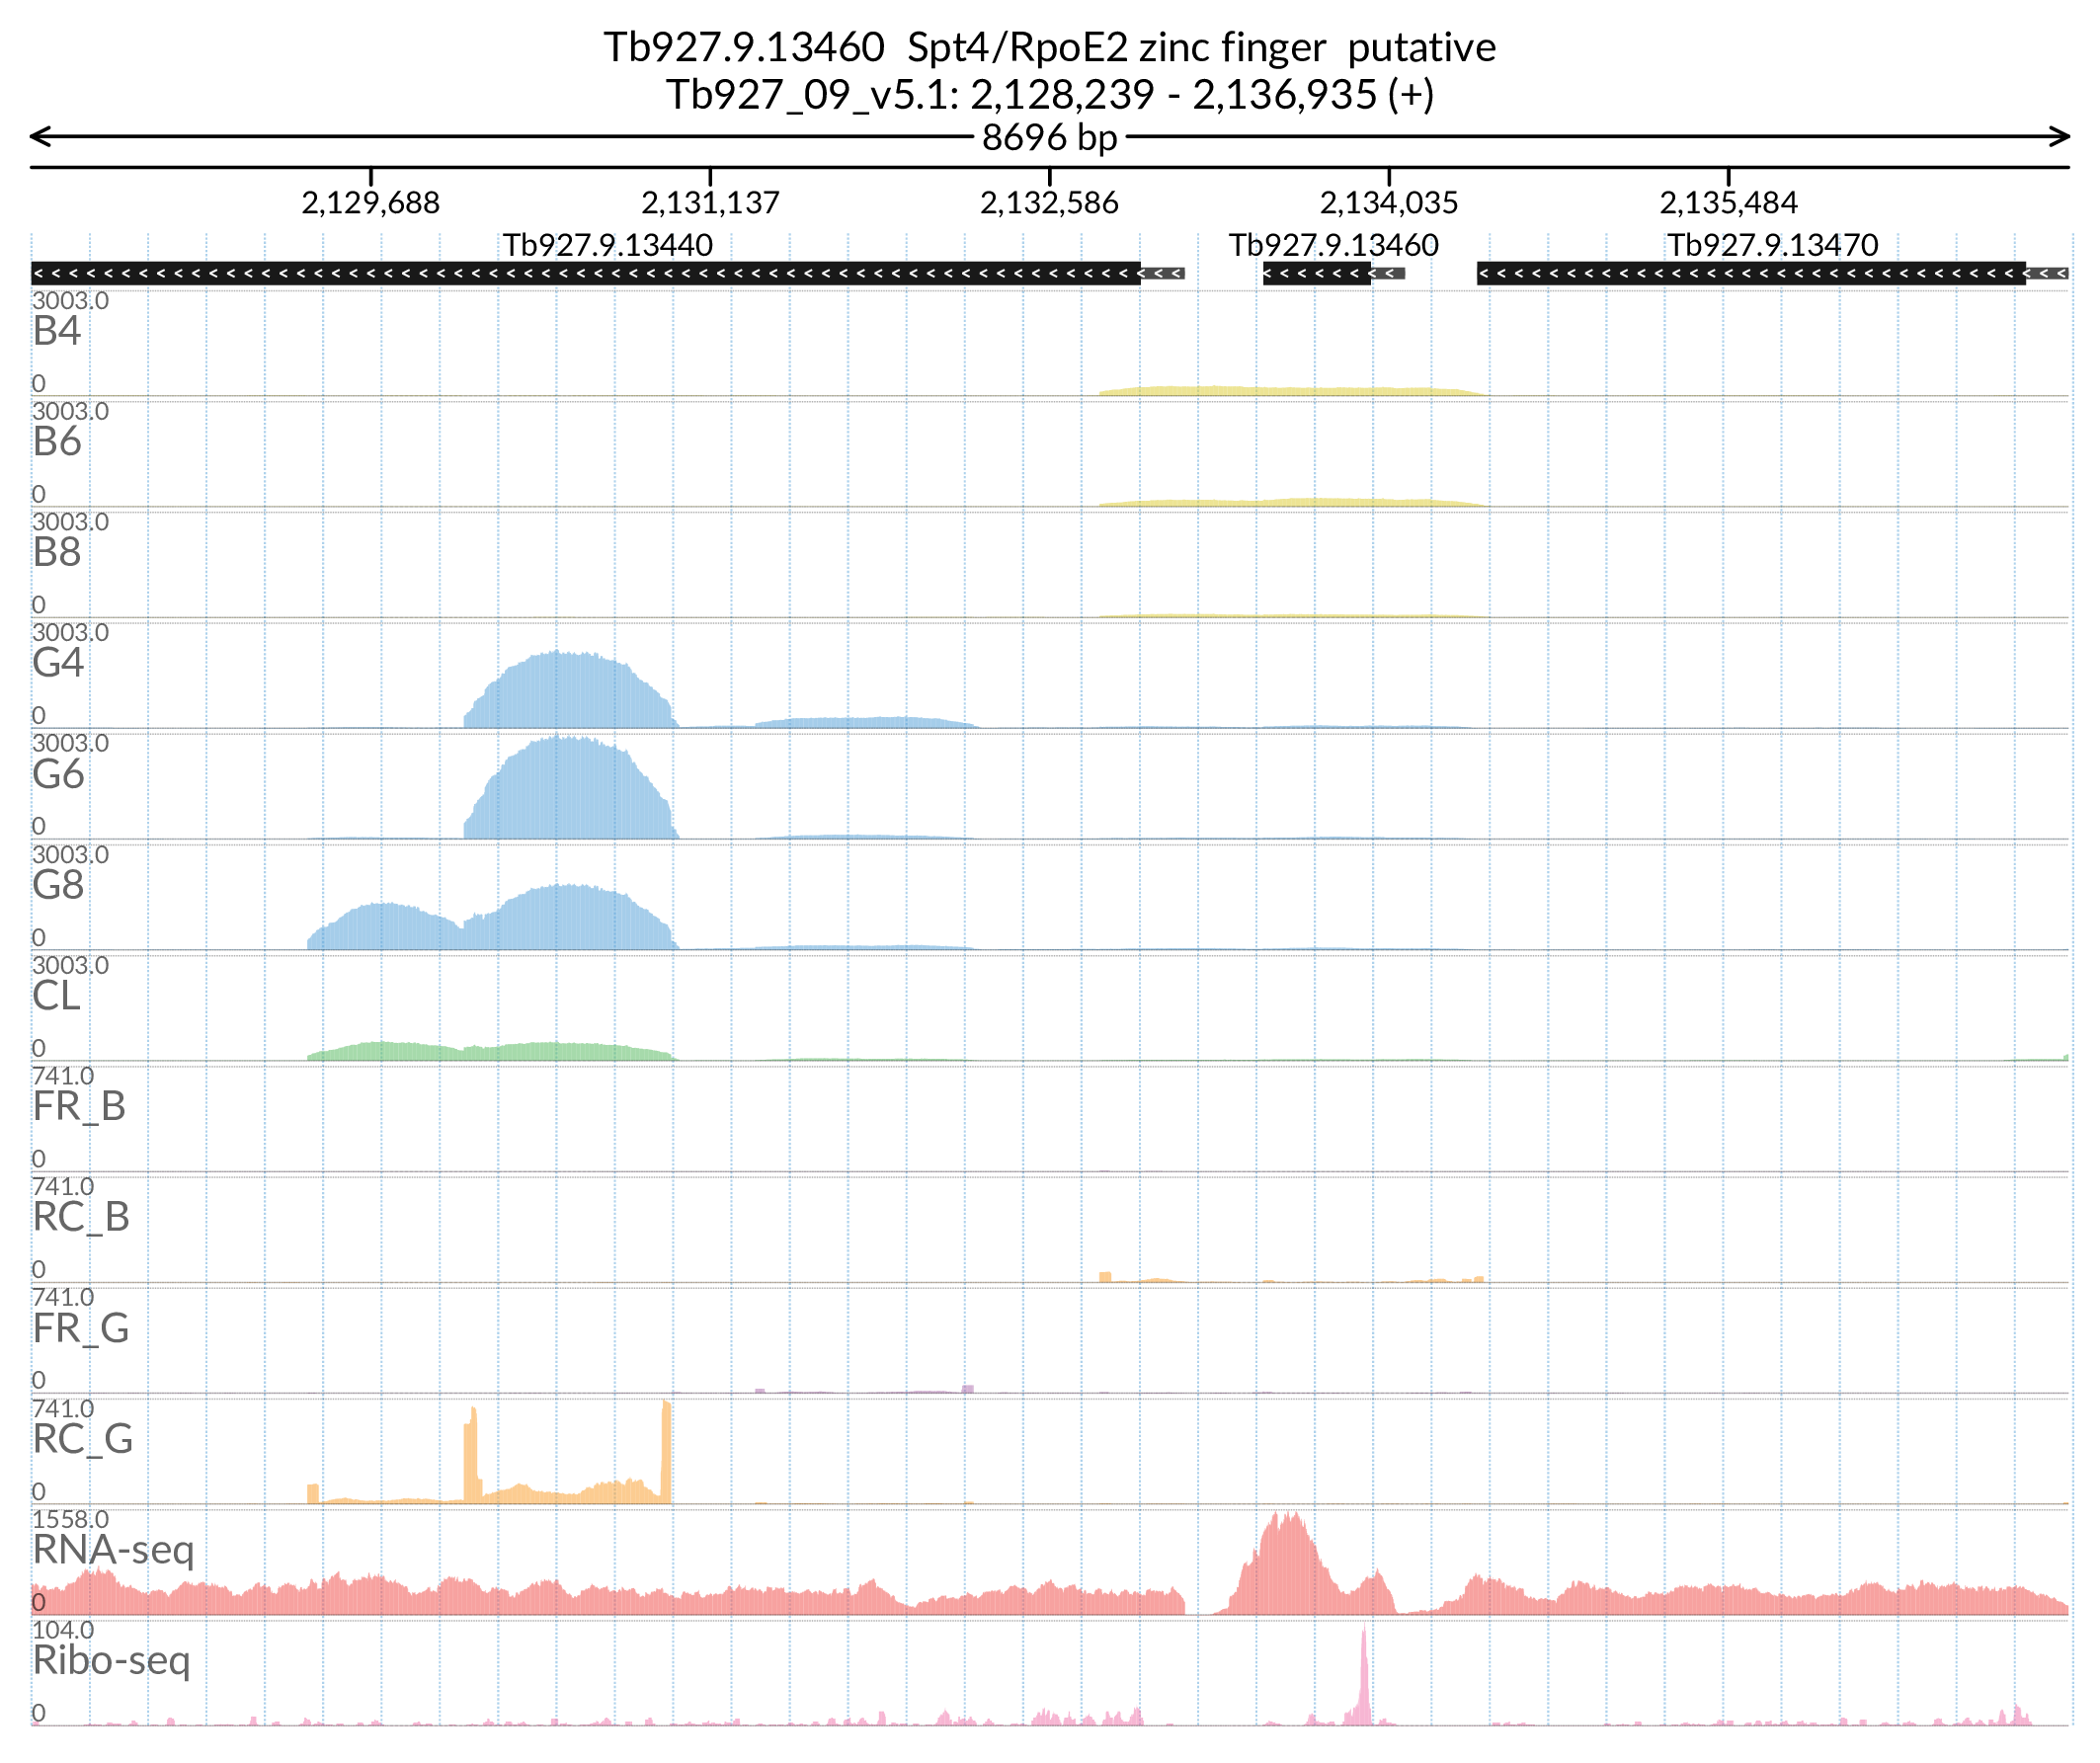 Tb927.9.13460  Spt4/RpoE2 zinc finger  putative
Tb927_09_v5.1: 2,128,239 - 2,136,935 (+)
8696 bp
2,129,688 2,131,137 2,132,586 2,134,035 2,135,484
Tb927.9.13440 Tb927.9.13460 Tb927.9.13470
3003.0
B4
0
3003.0
B6
0
3003.0
B8
0
3003.0
G4
0
3003.0
G6
0
3003.0
G8
0
3003.0
CL
0
741.0
FR_B
0
741.0
RC_B
0
741.0
FR_G
0
741.0
RC_G
0
1558.0
RNA-seq
0
104.0
Ribo-seq
0